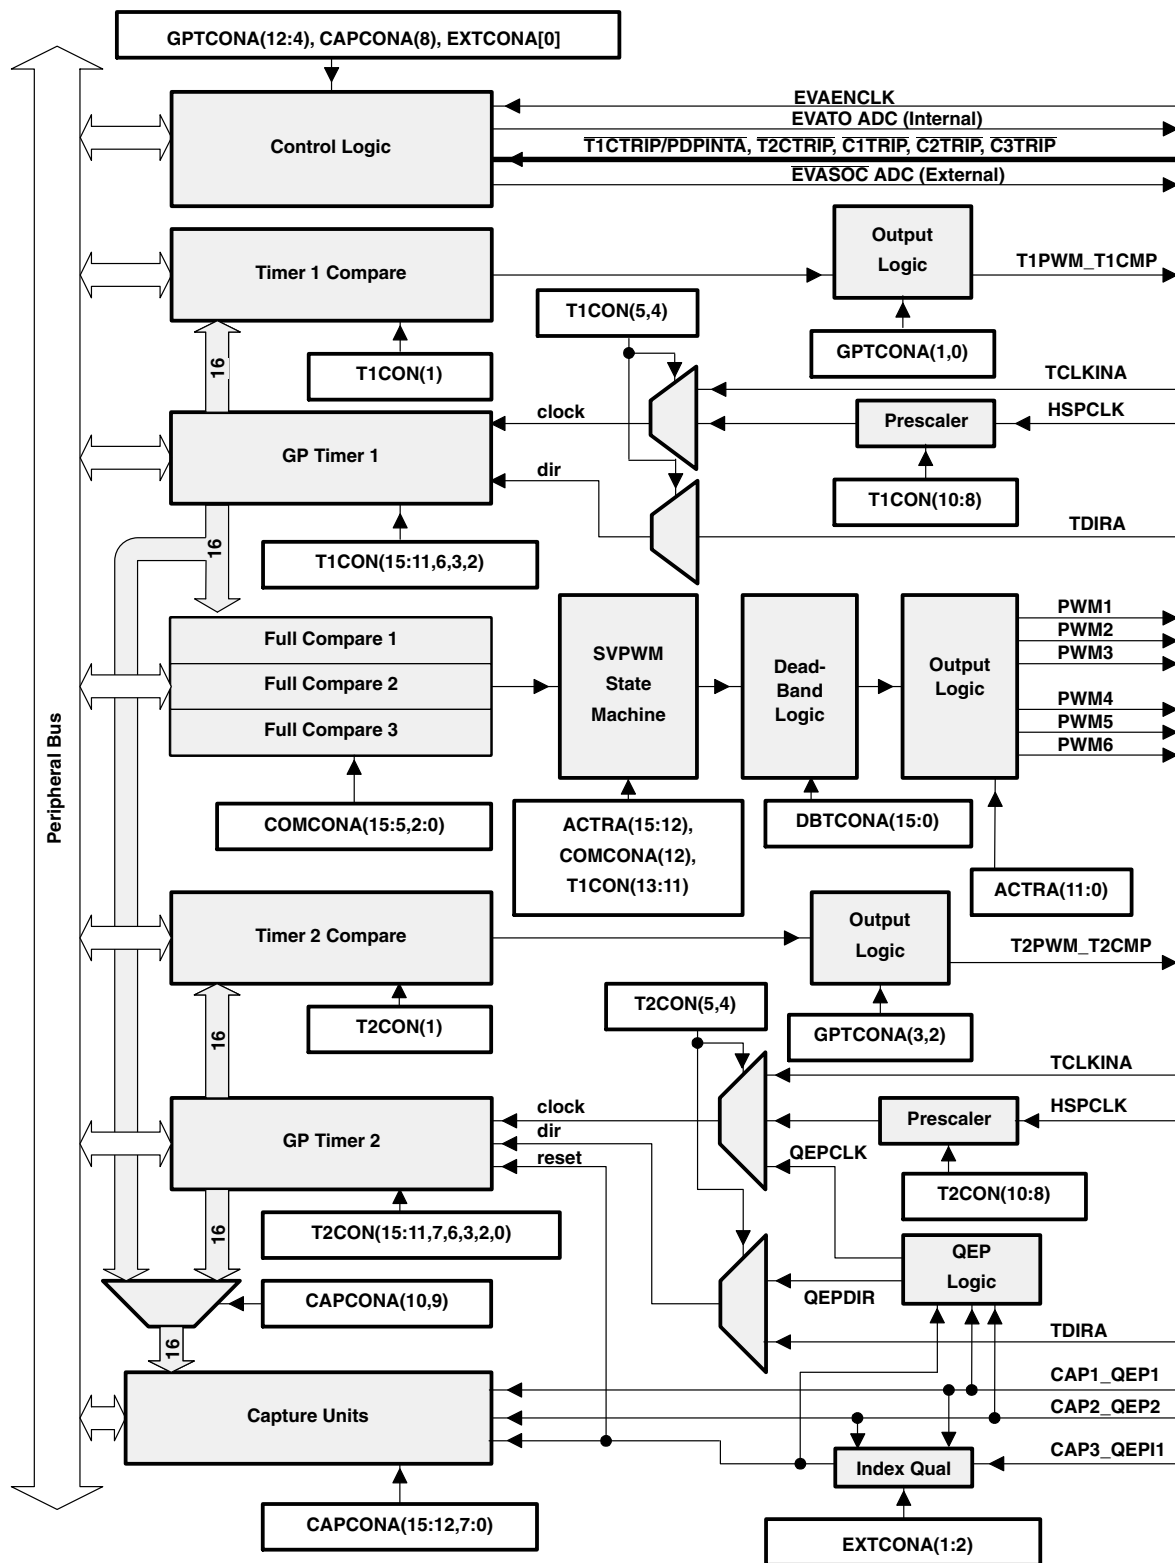 GPTCONA(12:4), CAPCONA(8), EXTCONA[0]
Control Logic
EVAENCLK
EVATO ADC (Internal)
T1CTRIP/PDPINTA, T2CTRIP, C1TRIP, C2TRIP, C3TRIP
EVASOC ADC (External)
Timer 1 Compare
Output
Logic
T1PWM_T1CMP
T1CON(5,4)
GPTCONA(1,0)
16
T1CON(1)
TCLKINA
clock
Prescaler
HSPCLK
GP Timer 1
dir
T1CON(10:8)
TDIRA
16
T1CON(15:11,6,3,2)
Full Compare 1
Full Compare 2
Full Compare 3
SVPWM
State
Machine
Dead-
Band
Logic
Output
Logic
PWM1
PWM2
PWM3
PWM4
PWM5
PWM6
Peripheral Bus
COMCONA(15:5,2:0)
ACTRA(15:12),
COMCONA(12),
T1CON(13:11)
DBTCONA(15:0)
ACTRA(11:0)
Timer 2 Compare
Output
Logic
T2PWM_T2CMP
T2CON(5,4)
16
T2CON(1)
GPTCONA(3,2)
TCLKINA
clock
Prescaler
HSPCLK
GP Timer 2
dir
reset
QEPCLK
T2CON(10:8)
16
T2CON(15:11,7,6,3,2,0)
QEP
Logic
CAPCONA(10,9)
QEPDIR
TDIRA
16
CAP1_QEP1
Capture Units
CAP2_QEP2
Index Qual
CAP3_QEPI1
CAPCONA(15:12,7:0)
EXTCONA(1:2)